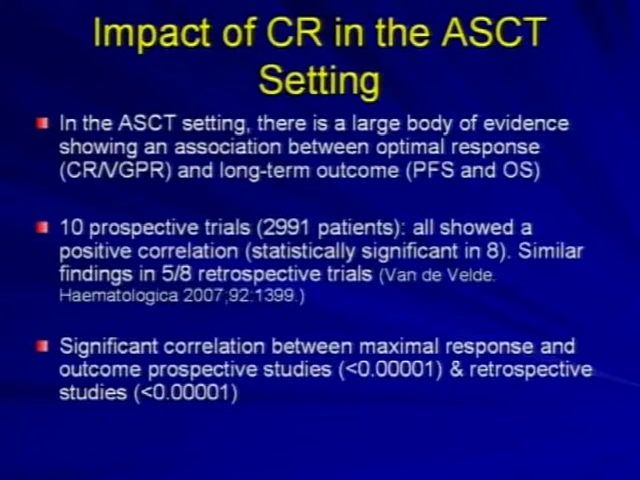 Impact of CR in the ASCT
Setting
In the ASCT setting, there is a large body of evidence
showing an association between optimal response
(CR/VGPR) and long-term outcome (PFS and OS)
10 prospective trials (2991 patients): all showed a
positive correlation (statistically significant in 8). Similar
findings in 5/8 retrospective trials (Van de Velde.
Haematologica 2007;92:1399.)
Significant correlation between maximal response and
outcome prospective studies (<0.00001) & retrospective
studies (<0.00001)